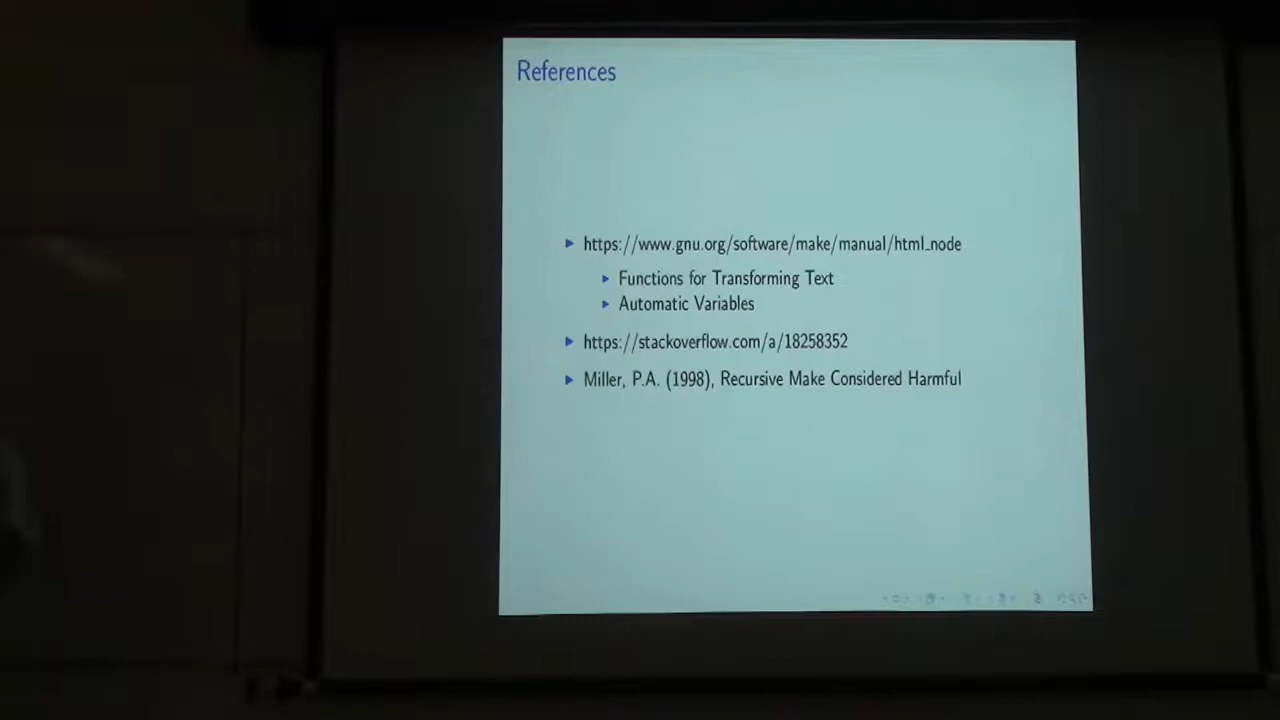 References
https://www.gnu.org/software/make/manual/html_node
Functions for Transforming Text
Automatic Variables
https://stackoverflow.com/a/18258352
Miller, P.A. (1998), Recursive Make Considered Harmful